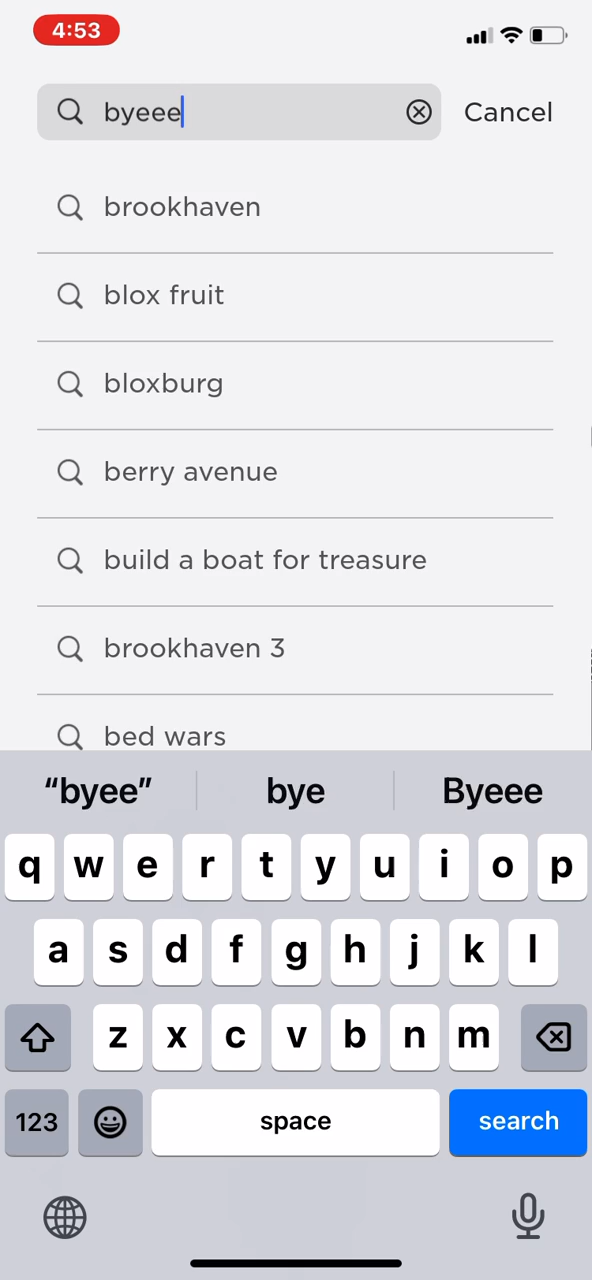 4:53
byeee Cancel
brookhaven
blox fruit
bloxburg
berry avenue
build a boat for treasure
brookhaven 3
bed wars
“byee” bye Byeee
q w e r t y u i o p
a s d f g h j k l
z x c v b n m
123 space search